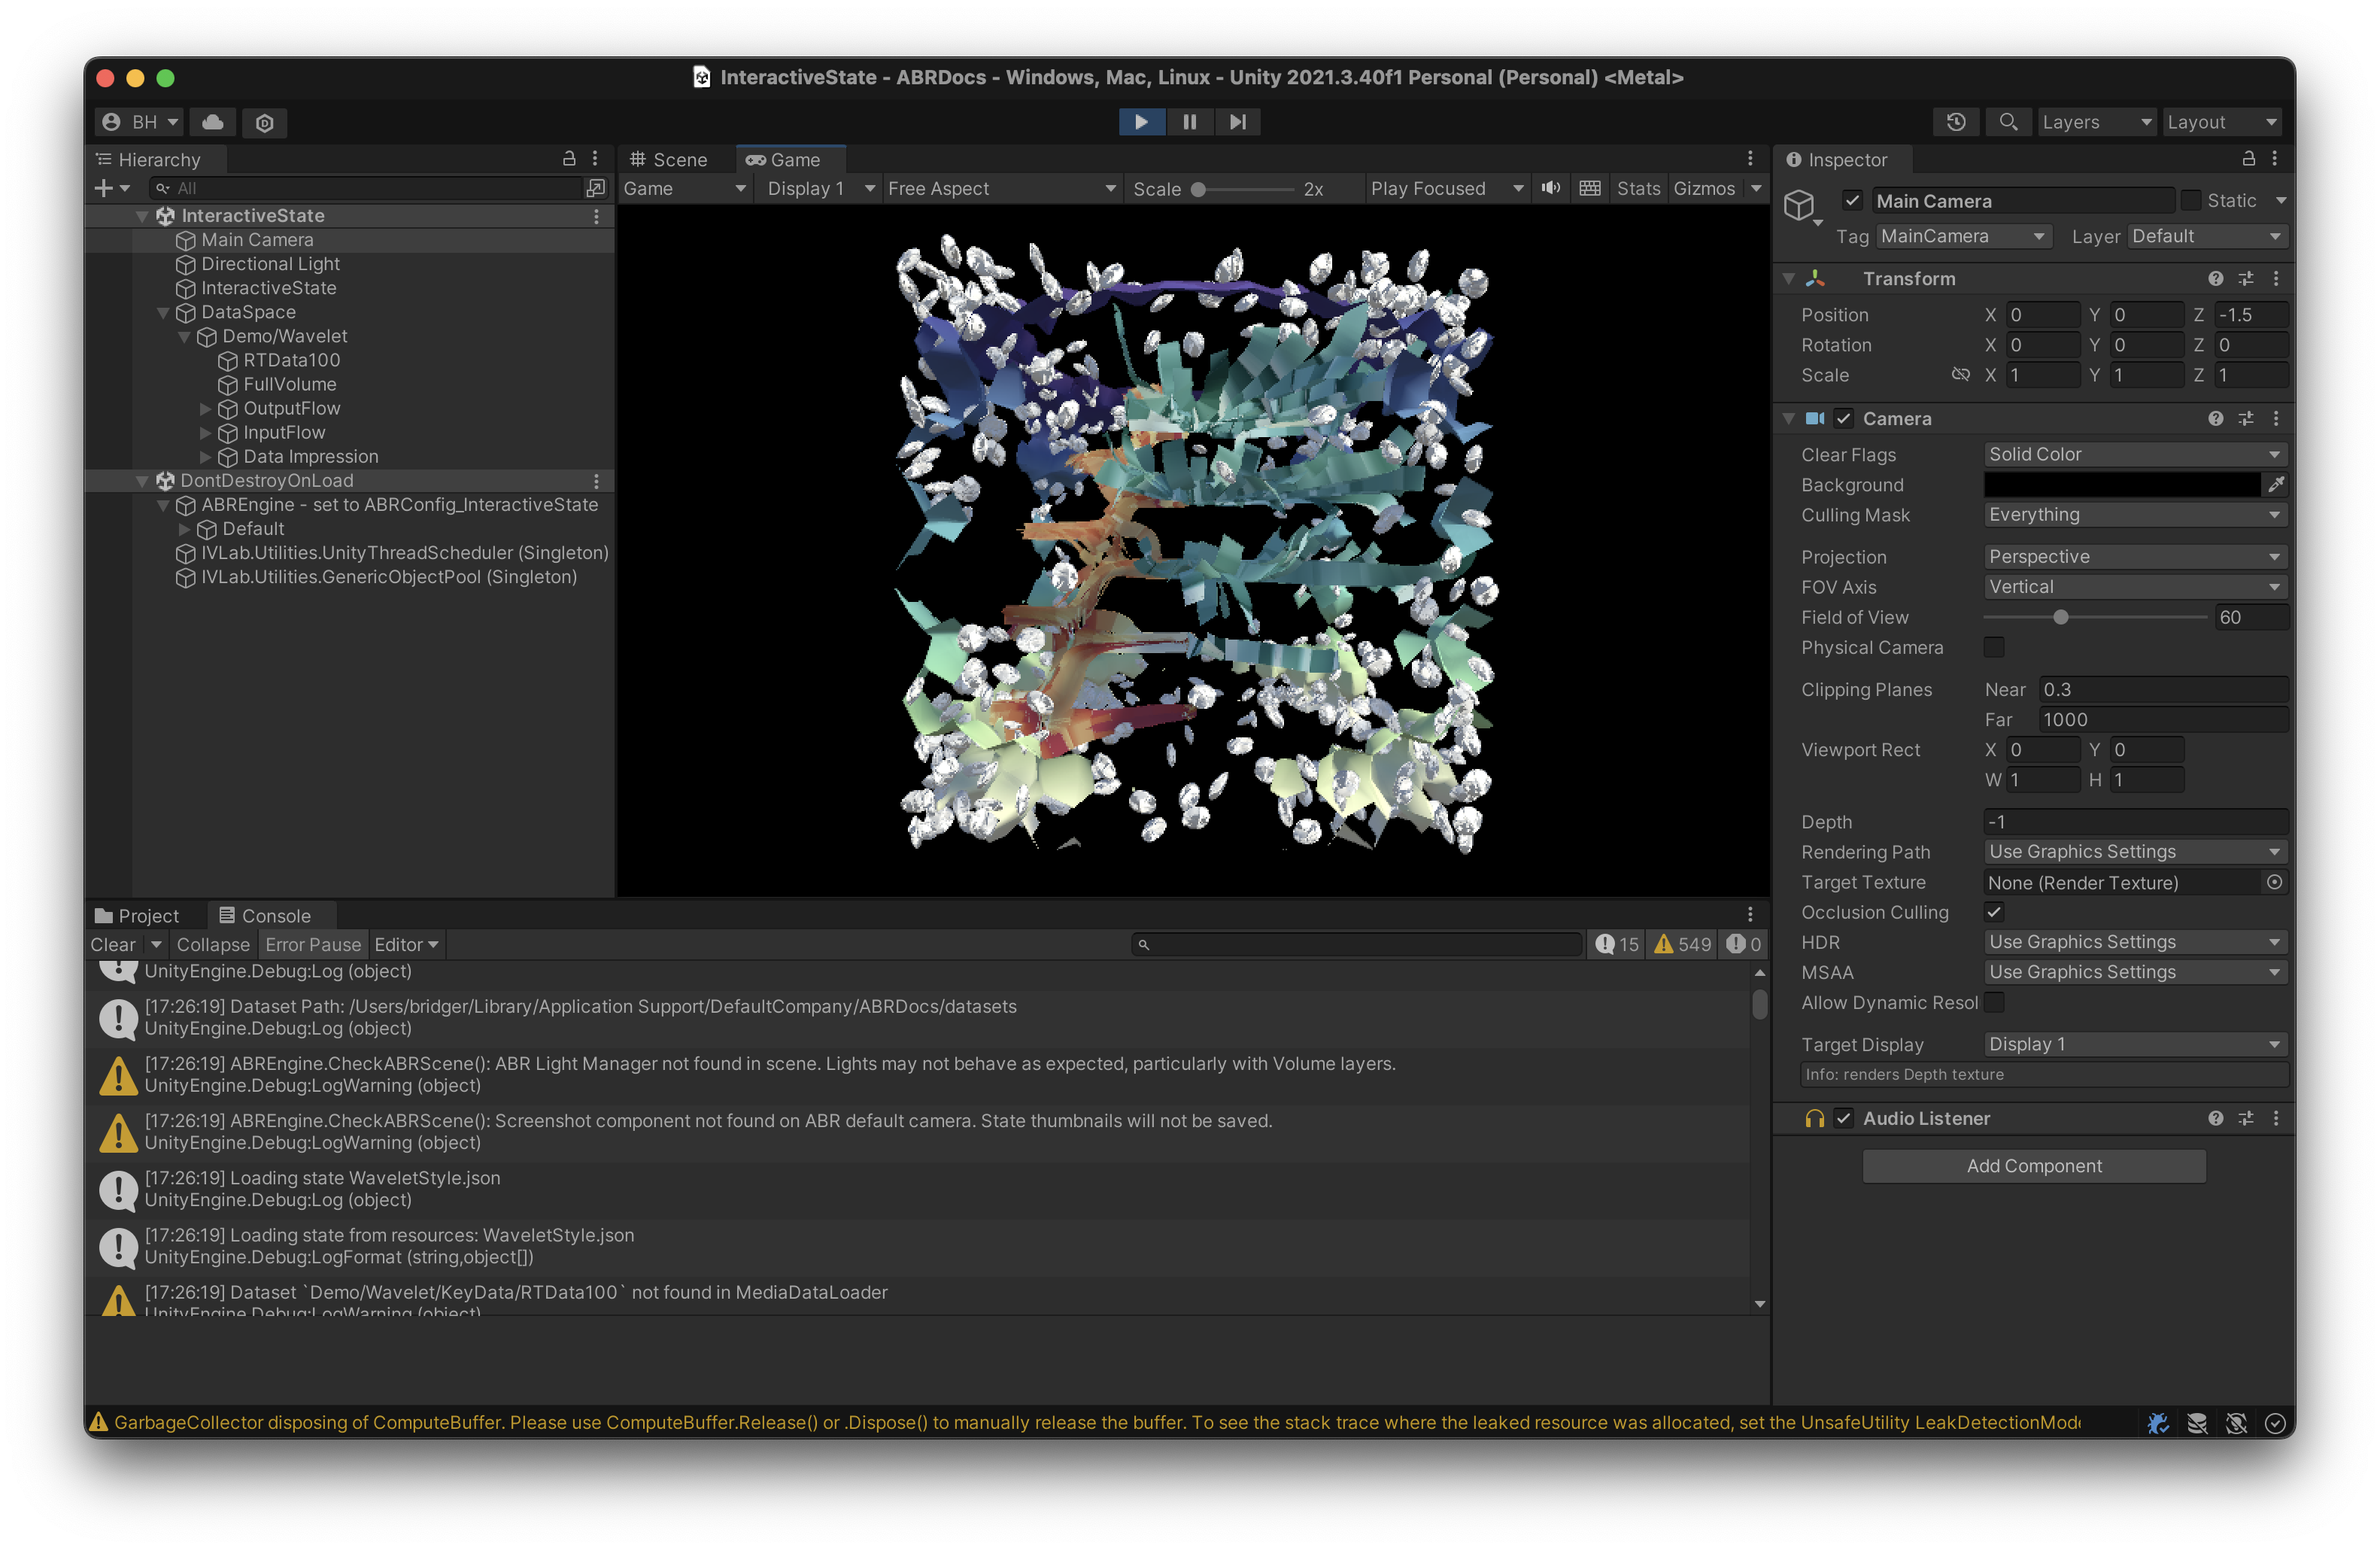 InteractiveState - ABRDocs - Windows, Mac, Linux - Unity 2021.3.40f1 Personal (Personal) <Metal>
BH
Layers
Layout
Hierarchy
All
InteractiveState
Main Camera
Directional Light
InteractiveState
DataSpace
Demo/Wavelet
RTData100
FullVolume
OutputFlow
InputFlow
Data Impression
DontDestroyOnLoad
ABREngine - set to ABRConfig_InteractiveState
Default
IVLab.Utilities.UnityThreadScheduler (Singleton)
IVLab.Utilities.GenericObjectPool (Singleton)
Scene Game
Game Display 1 Free Aspect Scale 2x Play Focused Stats Gizmos
Inspector
Main Camera Static
Tag MainCamera Layer Default
Transform
Position X 0 Y 0 Z -1.5
Rotation X 0 Y 0 Z 0
Scale X 1 Y 1 Z 1
Camera
Clear Flags Solid Color
Background
Culling Mask Everything
Projection Perspective
FOV Axis Vertical
Field of View 60
Physical Camera
Clipping Planes Near 0.3
Far 1000
Viewport Rect X 0 Y 0
W 1 H 1
Depth -1
Rendering Path Use Graphics Settings
Target Texture None (Render Texture)
Occlusion Culling
HDR Use Graphics Settings
MSAA Use Graphics Settings
Allow Dynamic Resol
Target Display Display 1
Info: renders Depth texture
Audio Listener
Add Component
Project Console
Clear Collapse Error Pause Editor 15 549 0
UnityEngine.Debug:Log (object)
[17:26:19] Dataset Path: /Users/bridger/Library/Application Support/DefaultCompany/ABRDocs/datasets
UnityEngine.Debug:Log (object)
[17:26:19] ABREngine.CheckABRScene(): ABR Light Manager not found in scene. Lights may not behave as expected, particularly with Volume layers.
UnityEngine.Debug:LogWarning (object)
[17:26:19] ABREngine.CheckABRScene(): Screenshot component not found on ABR default camera. State thumbnails will not be saved.
UnityEngine.Debug:LogWarning (object)
[17:26:19] Loading state WaveletStyle.json
UnityEngine.Debug:Log (object)
[17:26:19] Loading state from resources: WaveletStyle.json
UnityEngine.Debug:LogFormat (string,object[])
[17:26:19] Dataset `Demo/Wavelet/KeyData/RTData100` not found in MediaDataLoader
UnityEngine.Debug:LogWarning (object)
GarbageCollector disposing of ComputeBuffer. Please use ComputeBuffer.Release() or .Dispose() to manually release the buffer. To see the stack trace where the leaked resource was allocated, set the UnsafeUtility LeakDetectionMod